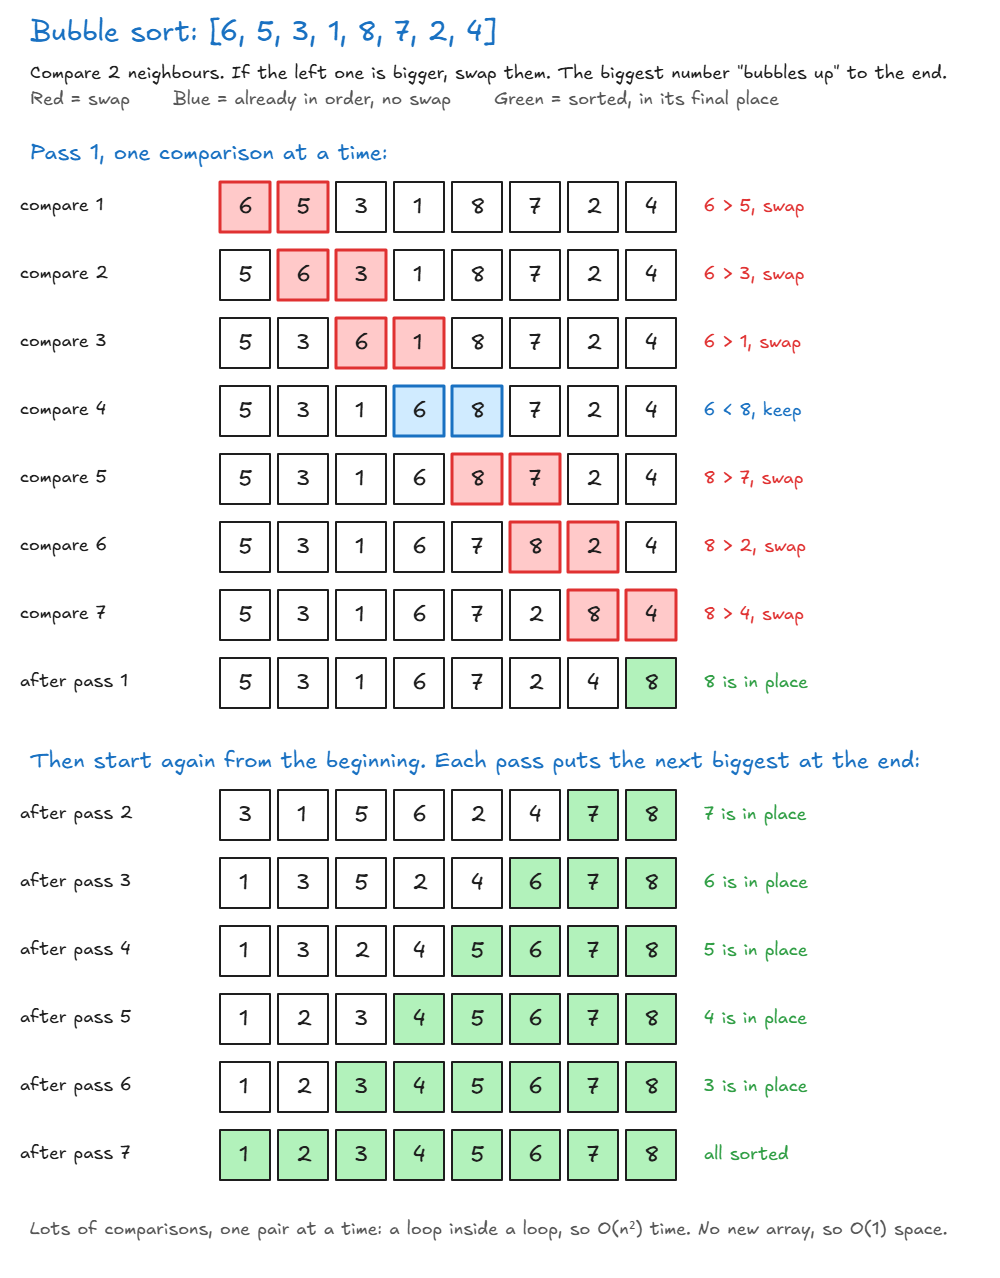 Bubble sort: [6, 5, 3, 1, 8, 7, 2, 4]
Compare 2 neighbours. If the left one is bigger, swap them. The biggest number "bubbles up" to the end.
Red = swap Blue = already in order, no swap Green = sorted, in its final place
Pass 1, one comparison at a time:
compare 1 6 5 3 1 8 7 2 4 6 > 5, swap
compare 2 5 6 3 1 8 7 2 4 6 > 3, swap
compare 3 5 3 6 1 8 7 2 4 6 > 1, swap
compare 4 5 3 1 6 8 7 2 4 6 < 8, keep
compare 5 5 3 1 6 8 7 2 4 8 > 7, swap
compare 6 5 3 1 6 7 8 2 4 8 > 2, swap
compare 7 5 3 1 6 7 2 8 4 8 > 4, swap
after pass 1 5 3 1 6 7 2 4 8 8 is in place
Then start again from the beginning. Each pass puts the next biggest at the end:
after pass 2 3 1 5 6 2 4 7 8 7 is in place
after pass 3 1 3 5 2 4 6 7 8 6 is in place
after pass 4 1 3 2 4 5 6 7 8 5 is in place
after pass 5 1 2 3 4 5 6 7 8 4 is in place
after pass 6 1 2 3 4 5 6 7 8 3 is in place
after pass 7 1 2 3 4 5 6 7 8 all sorted
Lots of comparisons, one pair at a time: a loop inside a loop, so O(n²) time. No new array, so O(1) space.